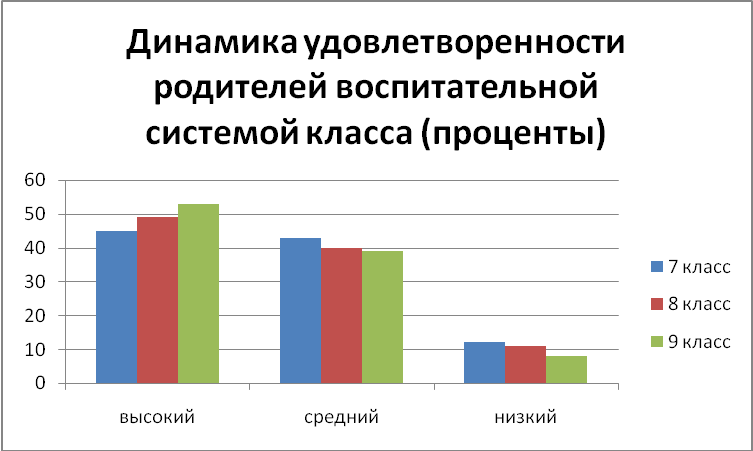 Динамика удовлетворенности
родителей воспитательной
системой класса (проценты)
60
50
40
30
20
10
0
высокий средний низкий
7 класс
8 класс
9 класс